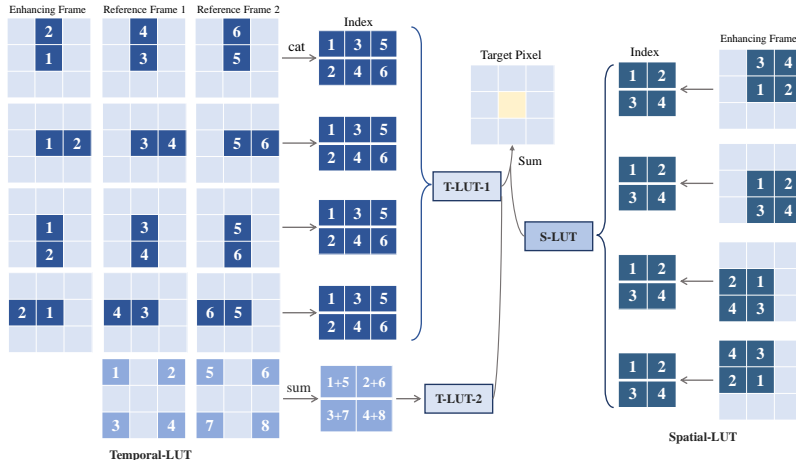 Enhancing Frame Reference Frame 1 Reference Frame 2 Index
2 4 6
1 3 5
cat
1 3 5
2 4 6
1 2 3 4 5 6
1 3 5
2 4 6
1 3 5
2 4 6
1 3 5
2 4 6
2 1 4 3 6 5
1 3 5
2 4 6
1 2 5 6
3 4 7 8
sum
1+5 2+6
3+7 4+8
Temporal-LUT
T-LUT-1
T-LUT-2
Target Pixel
Sum
S-LUT
Index Enhancing Frame
1 2 3 4
3 4 1 2
1 2 1 2
3 4 3 4
1 2 2 1
3 4 4 3
1 2 4 3
3 4 2 1
Spatial-LUT